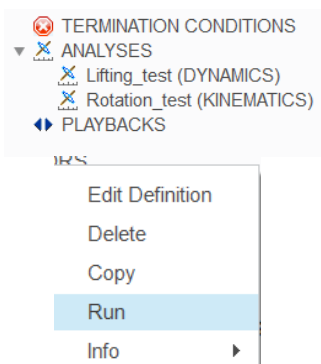 TERMINATION CONDITIONS
ANALYSES
Lifting_test (DYNAMICS)
Rotation_test (KINEMATICS)
PLAYBACKS
Edit Definition
Delete
Copy
Run
Info